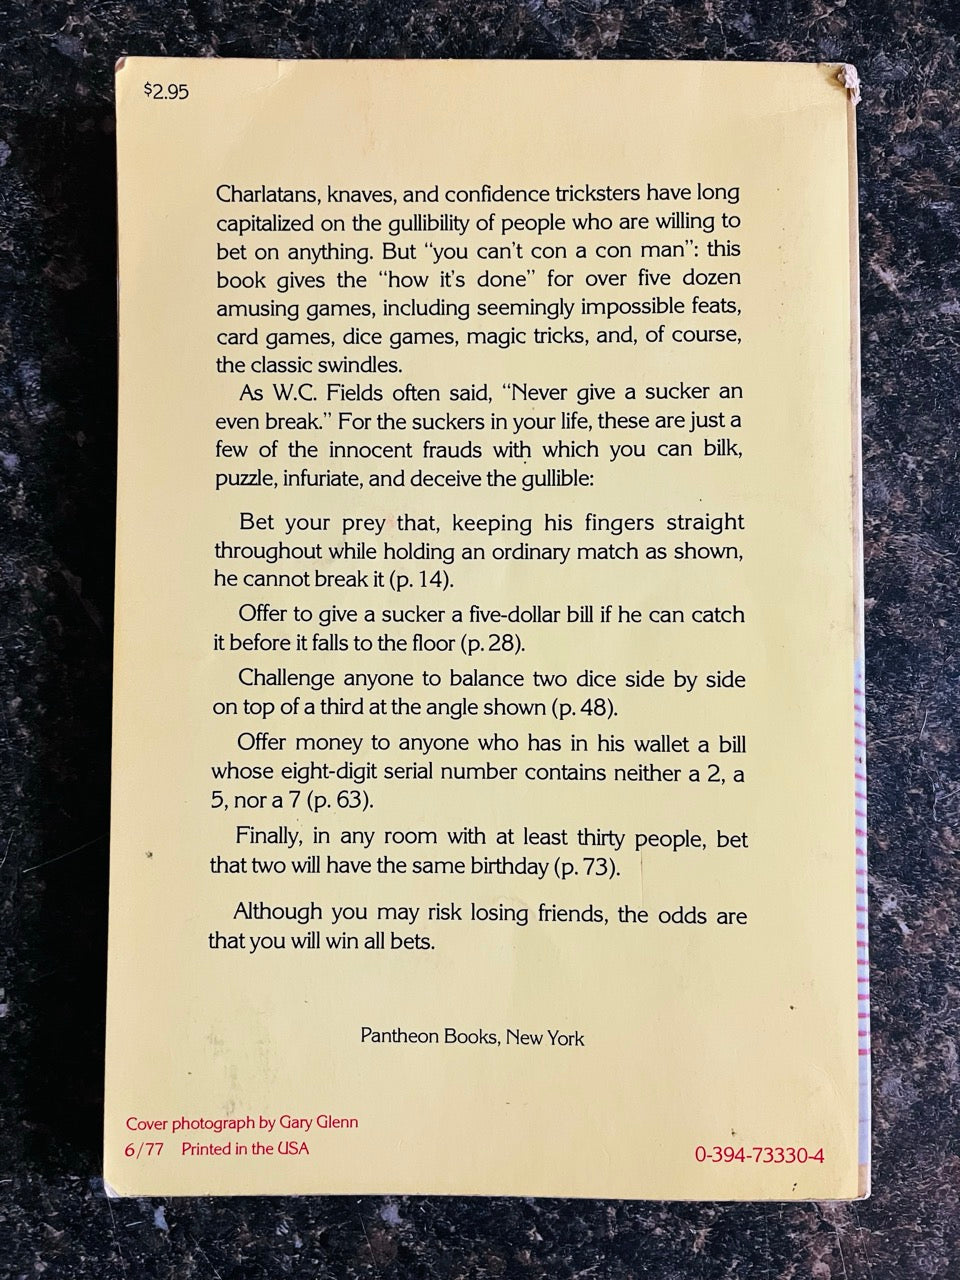 $2.95
Charlatans, knaves, and confidence tricksters have long
capitalized on the gullibility of people who are willing to
bet on anything. But “you can’t con a con man”: this
book gives the “how it’s done” for over five dozen
amusing games, including seemingly impossible feats,
card games, dice games, magic tricks, and, of course,
the classic swindles.
As W.C. Fields often said, “Never give a sucker an
even break.” For the suckers in your life, these are just a
few of the innocent frauds with which you can bilk,
puzzle, infuriate, and deceive the gullible:
Bet your prey that, keeping his fingers straight
throughout while holding an ordinary match as shown,
he cannot break it (p. 14).
Offer to give a sucker a five-dollar bill if he can catch
it before it falls to the floor (p. 28).
Challenge anyone to balance two dice side by side
on top of a third at the angle shown (p. 48).
Offer money to anyone who has in his wallet a bill
whose eight-digit serial number contains neither a 2, a
5, nor a 7 (p. 63).
Finally, in any room with at least thirty people, bet
that two will have the same birthday (p. 73).
Although you may risk losing friends, the odds are
that you will win all bets.
Pantheon Books, New York
Cover photograph by Gary Glenn
6/77 Printed in the USA
0-394-73330-4